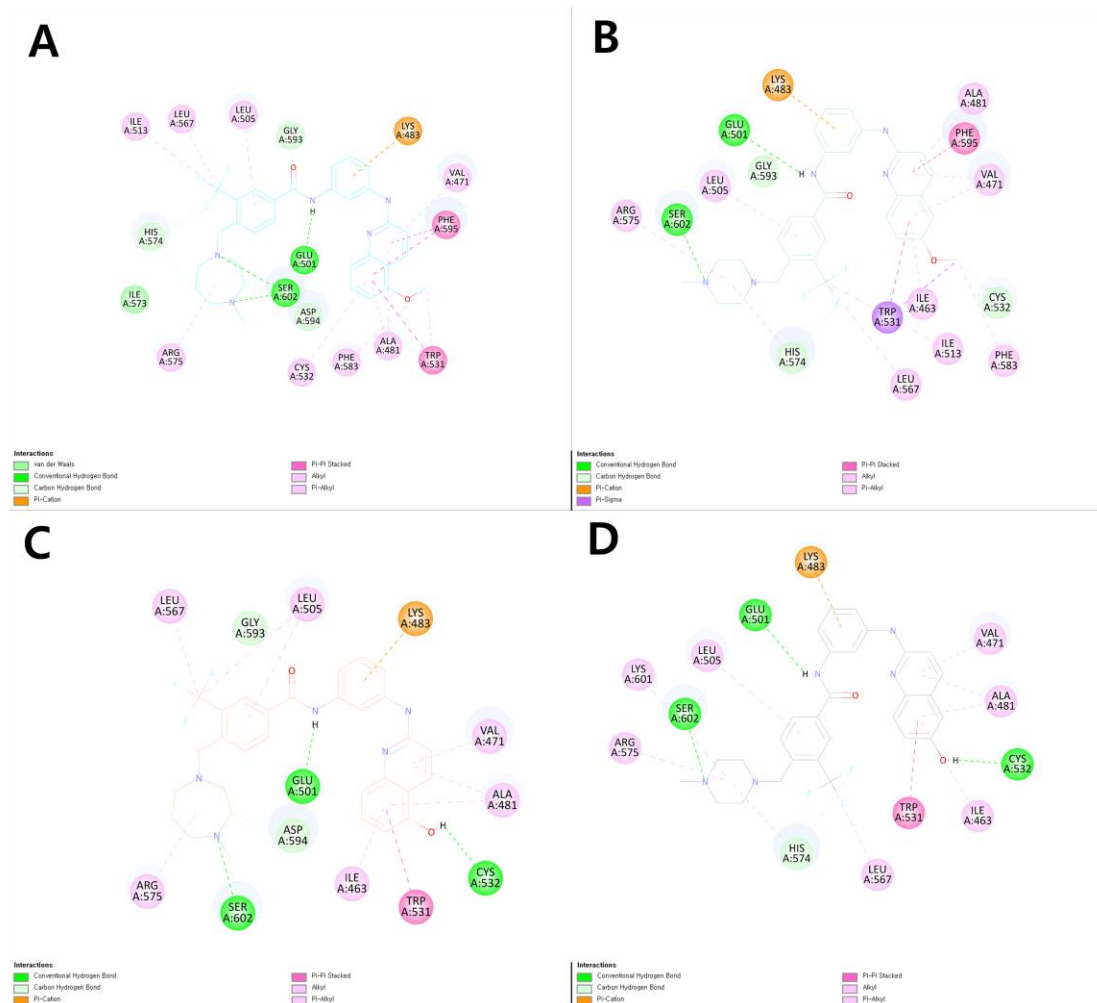 A
ILE
A:513
LEU
A:567
LEU
A:505
GLY
A:593
LYS
A:483
VAL
A:471
PHE
A:595
HIS
A:574
ILE
A:573
GLU
A:501
SER
A:602
ASP
A:594
ARG
A:575
CYS
A:532
PHE
A:583
ALA
A:481
TRP
A:531
O
N
H
N
N
N
N
O
Interactions
van der Waals
Conventional Hydrogen Bond
Carbon Hydrogen Bond
Pi-Cation
Pi-Pi Stacked
Alkyl
Pi-Alkyl
B
LYS
A:483
ALA
A:481
GLU
A:501
PHE
A:595
GLY
A:593
LEU
A:505
VAL
A:471
ARG
A:575
SER
A:602
HIS
A:574
TRP
A:531
ILE
A:463
CYS
A:532
ILE
A:513
PHE
A:583
LEU
A:567
N
H
N
O
N
N
N
O
Interactions
Conventional Hydrogen Bond
Carbon Hydrogen Bond
Pi-Cation
Pi-Sigma
Pi-Pi Stacked
Alkyl
Pi-Alkyl
C
LEU
A:567
GLY
A:593
LEU
A:505
LYS
A:483
VAL
A:471
GLU
A:501
ALA
A:481
ASP
A:594
ARG
A:575
SER
A:602
ILE
A:463
TRP
A:531
CYS
A:532
O
N
H
N
N
N
N
O
H
Interactions
Conventional Hydrogen Bond
Carbon Hydrogen Bond
Pi-Cation
Pi-Pi Stacked
Alkyl
Pi-Alkyl
D
LYS
A:483
GLU
A:501
LEU
A:505
VAL
A:471
LYS
A:601
SER
A:602
ALA
A:481
ARG
A:575
CYS
A:532
TRP
A:531
ILE
A:463
HIS
A:574
LEU
A:567
N
H
N
O
N
N
N
O
H
Interactions
Conventional Hydrogen Bond
Carbon Hydrogen Bond
Pi-Cation
Pi-Pi Stacked
Alkyl
Pi-Alkyl